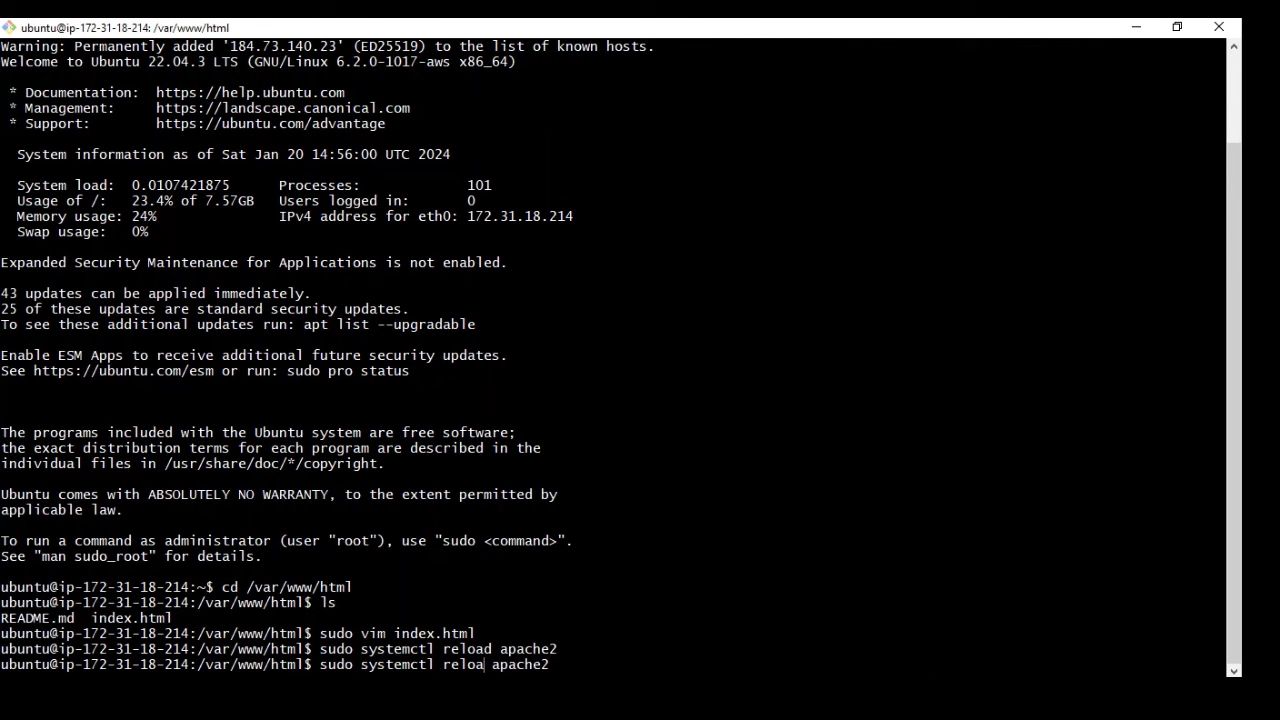 ubuntu@ip-172-31-18-214: /var/www/html
Warning: Permanently added '184.73.140.23' (ED25519) to the list of known hosts.
Welcome to Ubuntu 22.04.3 LTS (GNU/Linux 6.2.0-1017-aws x86_64)
* Documentation:  https://help.ubuntu.com
* Management:     https://landscape.canonical.com
* Support:        https://ubuntu.com/advantage
System information as of Sat Jan 20 14:56:00 UTC 2024
System load:  0.0107421875      Processes:             101
Usage of /:   23.4% of 7.57GB   Users logged in:       0
Memory usage: 24%               IPv4 address for eth0: 172.31.18.214
Swap usage:   0%
Expanded Security Maintenance for Applications is not enabled.
43 updates can be applied immediately.
25 of these updates are standard security updates.
To see these additional updates run: apt list --upgradable
Enable ESM Apps to receive additional future security updates.
See https://ubuntu.com/esm or run: sudo pro status
The programs included with the Ubuntu system are free software;
the exact distribution terms for each program are described in the
individual files in /usr/share/doc/*/copyright.
Ubuntu comes with ABSOLUTELY NO WARRANTY, to the extent permitted by
applicable law.
To run a command as administrator (user "root"), use "sudo <command>".
See "man sudo_root" for details.
ubuntu@ip-172-31-18-214:~$ cd /var/www/html
ubuntu@ip-172-31-18-214:/var/www/html$ ls
README.md  index.html
ubuntu@ip-172-31-18-214:/var/www/html$ sudo vim index.html
ubuntu@ip-172-31-18-214:/var/www/html$ sudo systemctl reload apache2
ubuntu@ip-172-31-18-214:/var/www/html$ sudo systemctl reloa apache2